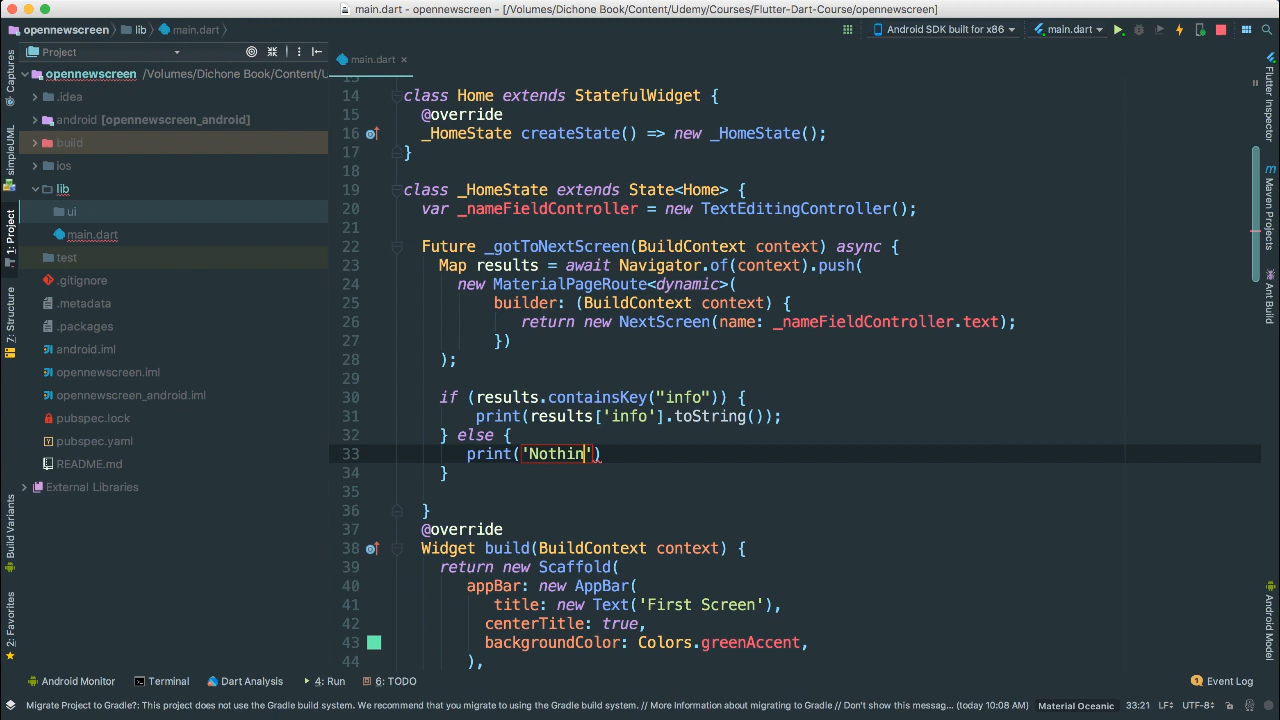 main.dart - opennewscreen - [/Volumes/Dichone Book/Content/Udemy/Courses/Flutter-Dart-Course/opennewscreen]
opennewscreen lib main.dart Android SDK built for x86 main.dart
Project
main.dart
opennewscreen /Volumes/Dichone Book/Content/U
.idea
android [opennewscreen_android]
build
ios
lib
ui
main.dart
test
.gitignore
.metadata
.packages
android.iml
opennewscreen.iml
opennewscreen_android.iml
pubspec.lock
pubspec.yaml
README.md
External Libraries
Captures
simpleUML
1: Project
7: Structure
Build Variants
2: Favorites
14 class Home extends StatefulWidget {
15 @override
16 _HomeState createState() => new _HomeState();
17 }
18
19 class _HomeState extends State<Home> {
20 var _nameFieldController = new TextEditingController();
21
22 Future _gotToNextScreen(BuildContext context) async {
23 Map results = await Navigator.of(context).push(
24 new MaterialPageRoute<dynamic>(
25 builder: (BuildContext context) {
26 return new NextScreen(name: _nameFieldController.text);
27 })
28 );
29
30 if (results.containsKey("info")) {
31 print(results['info'].toString());
32 } else {
33 print('Nothin')
34 }
35
36 }
37 @override
38 Widget build(BuildContext context) {
39 return new Scaffold(
40 appBar: new AppBar(
41 title: new Text('First Screen'),
42 centerTitle: true,
43 backgroundColor: Colors.greenAccent,
44 ),
Flutter Inspector
Maven Projects
Ant Build
Android Model
Android Monitor Terminal Dart Analysis 4: Run 6: TODO 1 Event Log
Migrate Project to Gradle?: This project does not use the Gradle build system. We recommend that you migrate to using the Gradle build system. // More Information about migrating to Gradle // Don't show this messag... (today 10:08 AM) Material Oceanic 33:21 LF÷ UTF-8÷